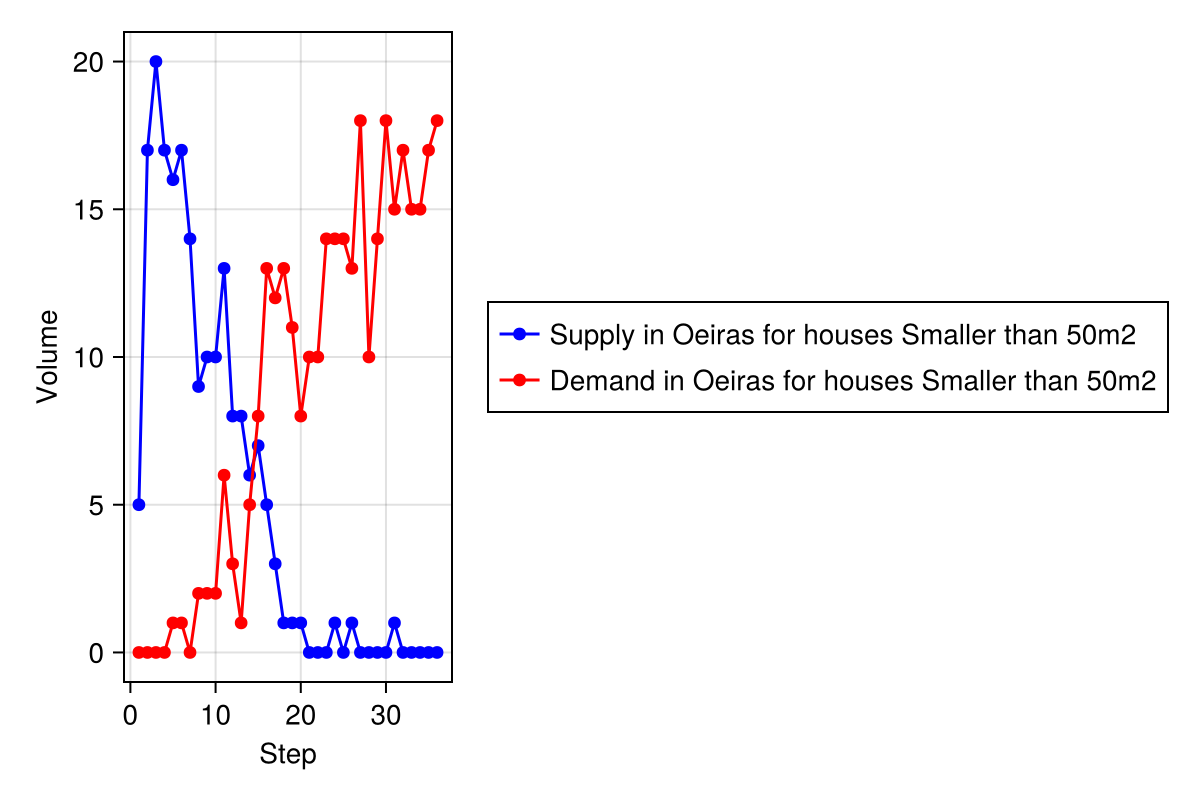 20
15
10
5
0
Volume
0 10 20 30
Step
Supply in Oeiras for houses Smaller than 50m2
Demand in Oeiras for houses Smaller than 50m2